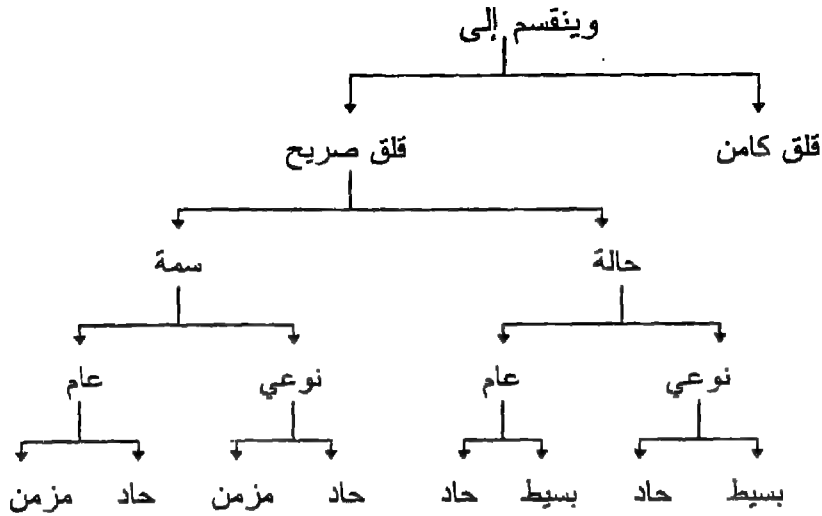 وينقسم إلى
قلق كامن قلق صريح
حالة سمة
نوعي عام نوعي عام
بسيط حاد بسيط حاد حاد مزمن حاد مزمن